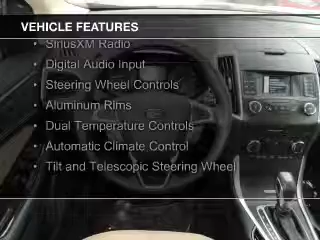 VEHICLE FEATURES
• SiriusXM Radio
• Digital Audio Input
• Steering Wheel Controls
• Aluminum Rims
• Dual Temperature Controls
• Automatic Climate Control
• Tilt and Telescopic Steering Wheel